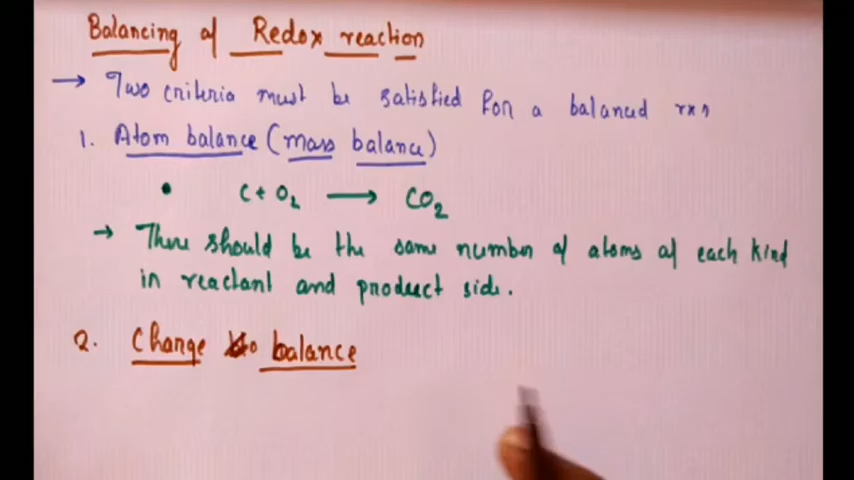 Balancing of Redox reaction
→ Two criteria must be satisfied for a balanced rxn
1. Atom balance (mass balance)
• C + O₂ ⟶ CO₂
→ There should be the same number of atoms of each kind
in reactant and product side.
2. Charge balance